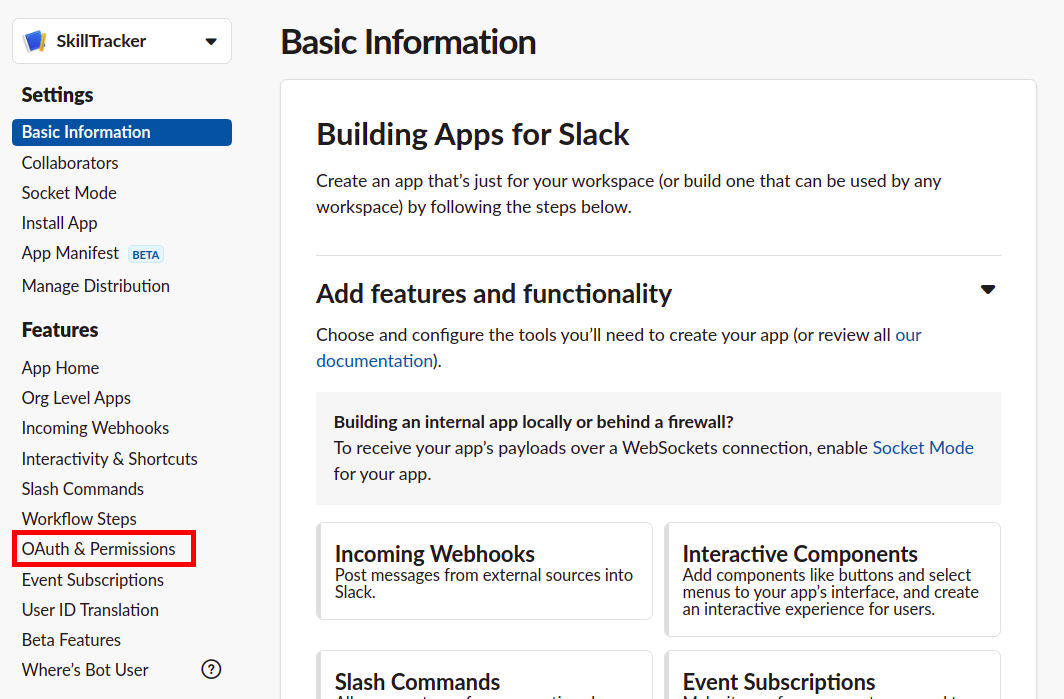 SkillTracker
Settings
Basic Information
Collaborators
Socket Mode
Install App
App Manifest BETA
Manage Distribution
Features
App Home
Org Level Apps
Incoming Webhooks
Interactivity & Shortcuts
Slash Commands
Workflow Steps
OAuth & Permissions
Event Subscriptions
User ID Translation
Beta Features
Where's Bot User ?
Basic Information
Building Apps for Slack
Create an app that's just for your workspace (or build one that can be used by any
workspace) by following the steps below.
Add features and functionality
Choose and configure the tools you'll need to create your app (or review all our
documentation).
Building an internal app locally or behind a firewall?
To receive your app's payloads over a WebSockets connection, enable Socket Mode
for your app.
Incoming Webhooks
Post messages from external sources into
Slack.
Interactive Components
Add components like buttons and select
menus to your app's interface, and create
an interactive experience for users.
Slash Commands
Event Subscriptions